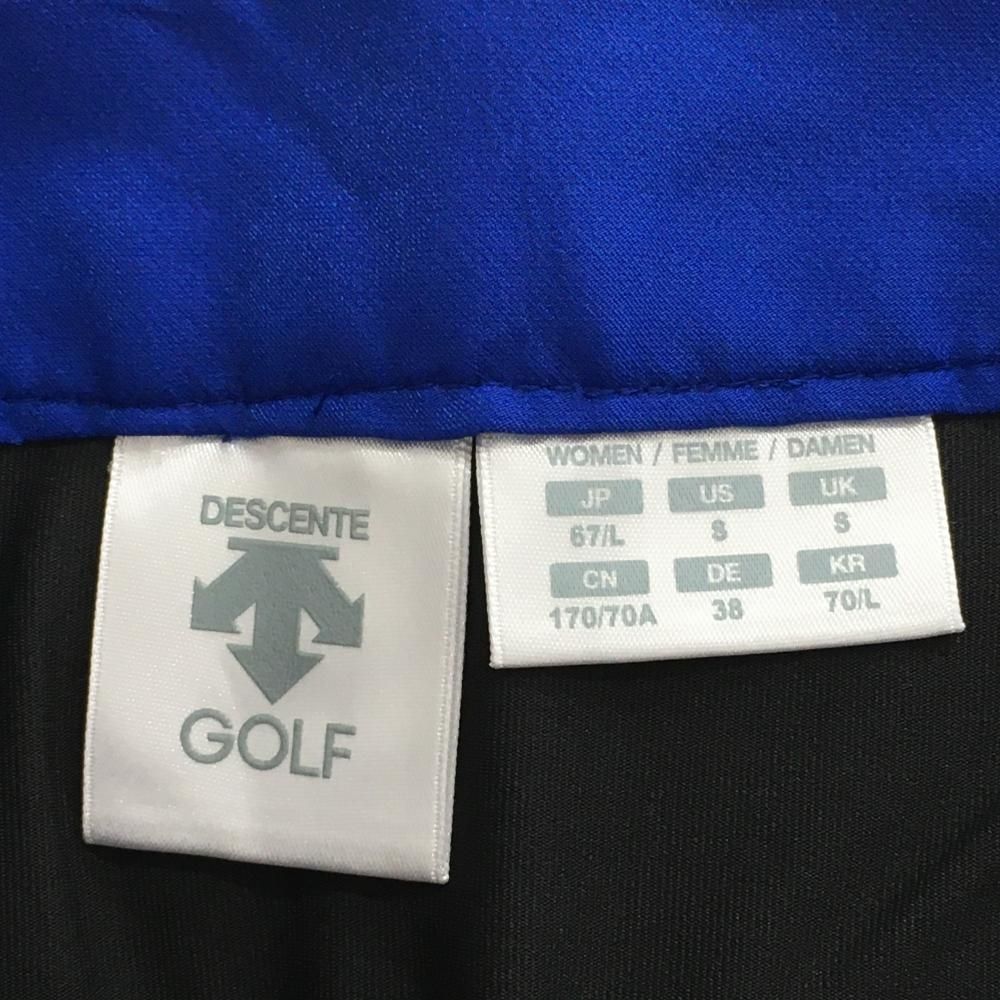 DESCENTE
GOLF
WOMEN / FEMME / DAMEN
JP US UK
67/L S S
CN DE KR
170/70A 38 70/L